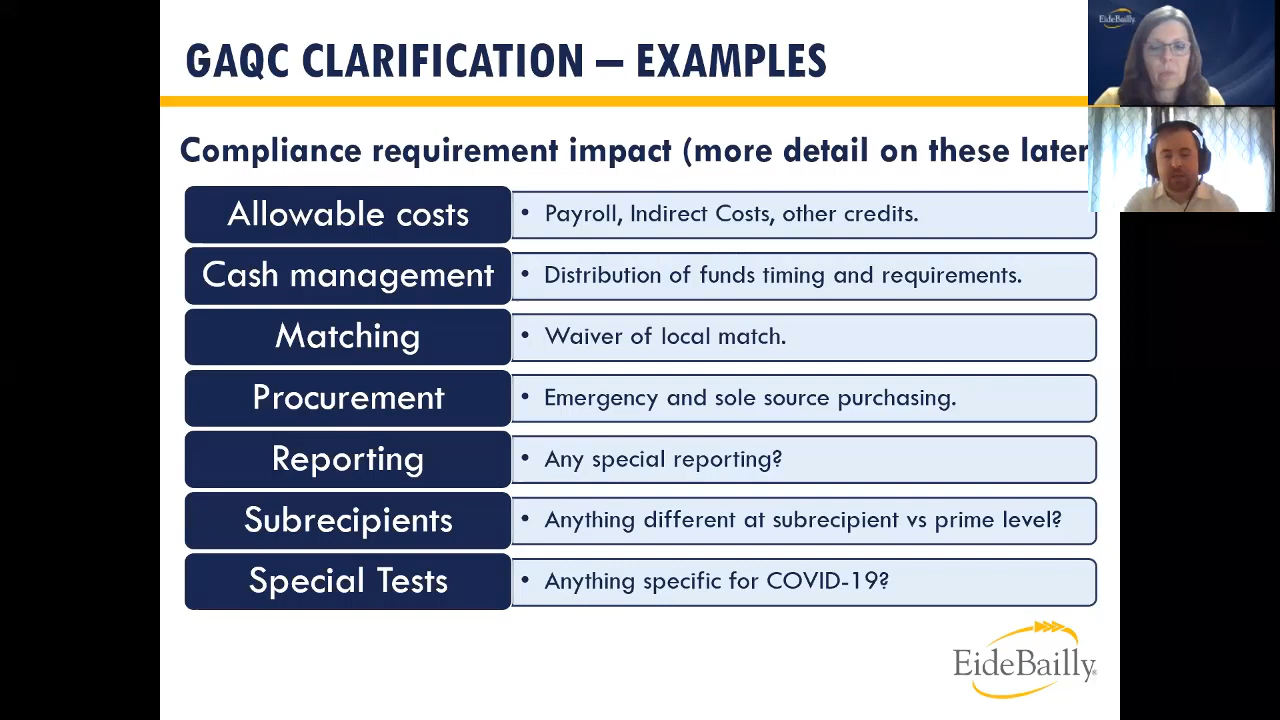 GAQC CLARIFICATION – EXAMPLES
EideBailly
Compliance requirement impact (more detail on these later
Allowable costs
• Payroll, Indirect Costs, other credits.
Cash management
• Distribution of funds timing and requirements.
Matching
• Waiver of local match.
Procurement
• Emergency and sole source purchasing.
Reporting
• Any special reporting?
Subrecipients
• Anything different at subrecipient vs prime level?
Special Tests
• Anything specific for COVID-19?
EideBailly®